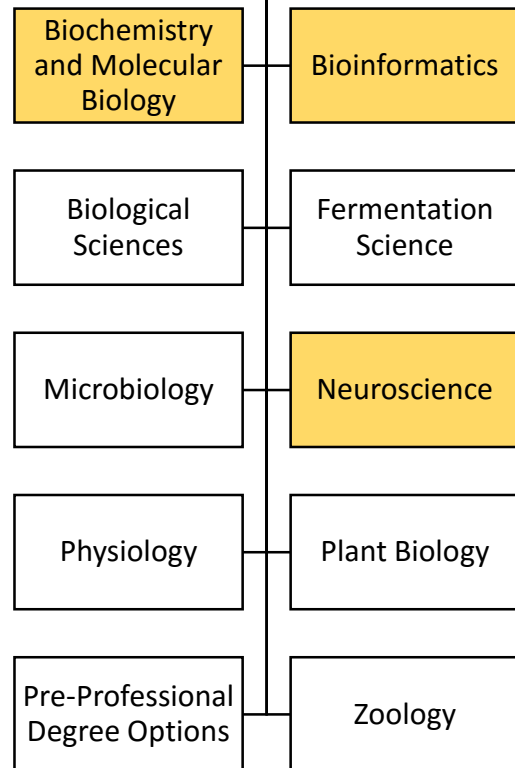 Biochemistry
and Molecular
Biology
Bioinformatics
Biological
Sciences
Fermentation
Science
Microbiology
Neuroscience
Physiology
Plant Biology
Pre-Professional
Degree Options
Zoology